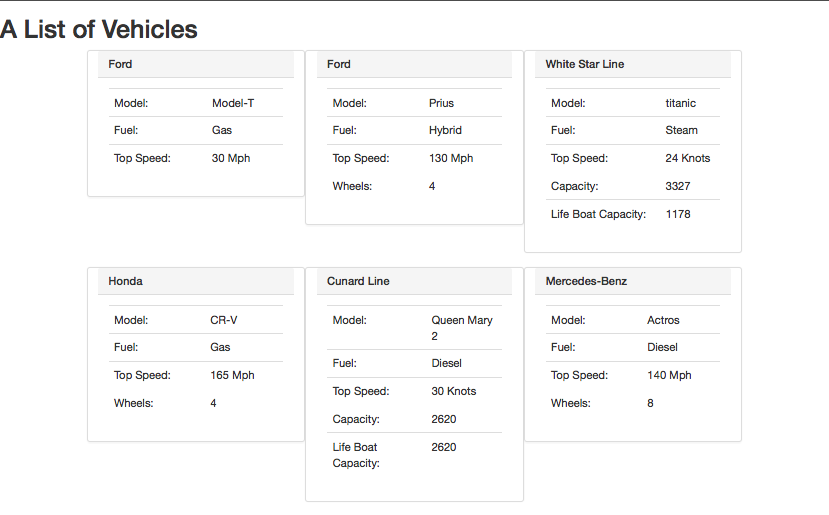 A List of Vehicles
Ford
Model: Model-T
Fuel: Gas
Top Speed: 30 Mph
Ford
Model: Prius
Fuel: Hybrid
Top Speed: 130 Mph
Wheels: 4
White Star Line
Model: titanic
Fuel: Steam
Top Speed: 24 Knots
Capacity: 3327
Life Boat Capacity: 1178
Honda
Model: CR-V
Fuel: Gas
Top Speed: 165 Mph
Wheels: 4
Cunard Line
Model: Queen Mary
2
Fuel: Diesel
Top Speed: 30 Knots
Capacity: 2620
Life Boat 2620
Capacity:
Mercedes-Benz
Model: Actros
Fuel: Diesel
Top Speed: 140 Mph
Wheels: 8